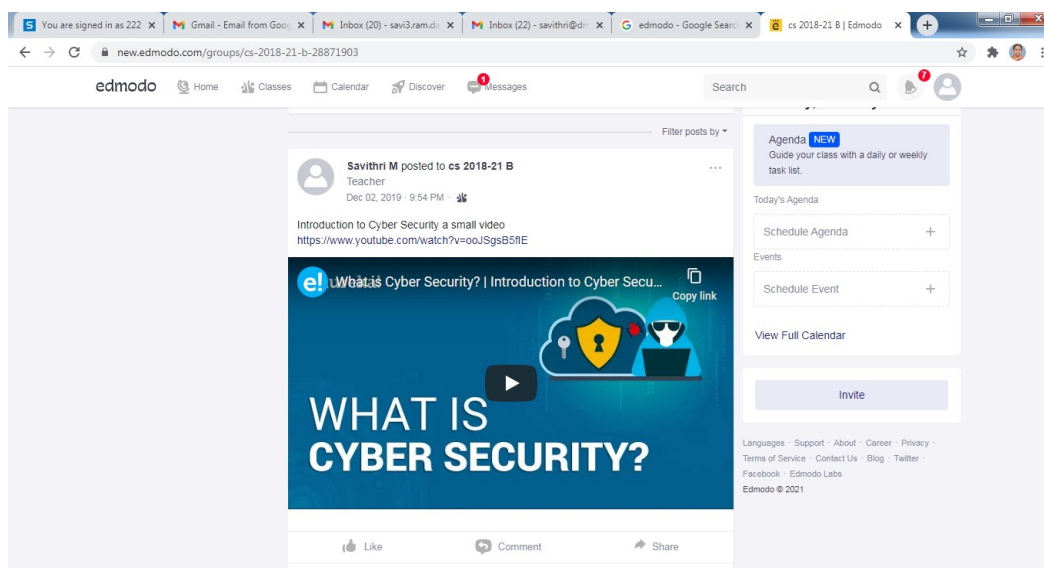 You are signed in as 222
Gmail - Email from Goog
Inbox (20) - savi3.ram.da
Inbox (22) - savithri@dr
edmodo - Google Searc
cs 2018-21 B | Edmodo
new.edmodo.com/groups/cs-2018-21-b-28871903
edmodo Home Classes Calendar Discover 1 Messages Search 7
Filter posts by
Savithri M posted to cs 2018-21 B
Teacher
Dec 02, 2019 · 9:54 PM ·
Introduction to Cyber Security a small video
https://www.youtube.com/watch?v=ooJSgsB5fIE
e! What is Cyber Security? | Introduction to Cyber Secu...
Copy link
WHAT IS
CYBER SECURITY?
Like Comment Share
Agenda NEW
Guide your class with a daily or weekly
task list.
Today's Agenda
Schedule Agenda +
Events
Schedule Event +
View Full Calendar
Invite
Languages · Support · About · Career · Privacy ·
Terms of Service · Contact Us · Blog · Twitter ·
Facebook · Edmodo Labs
Edmodo © 2021